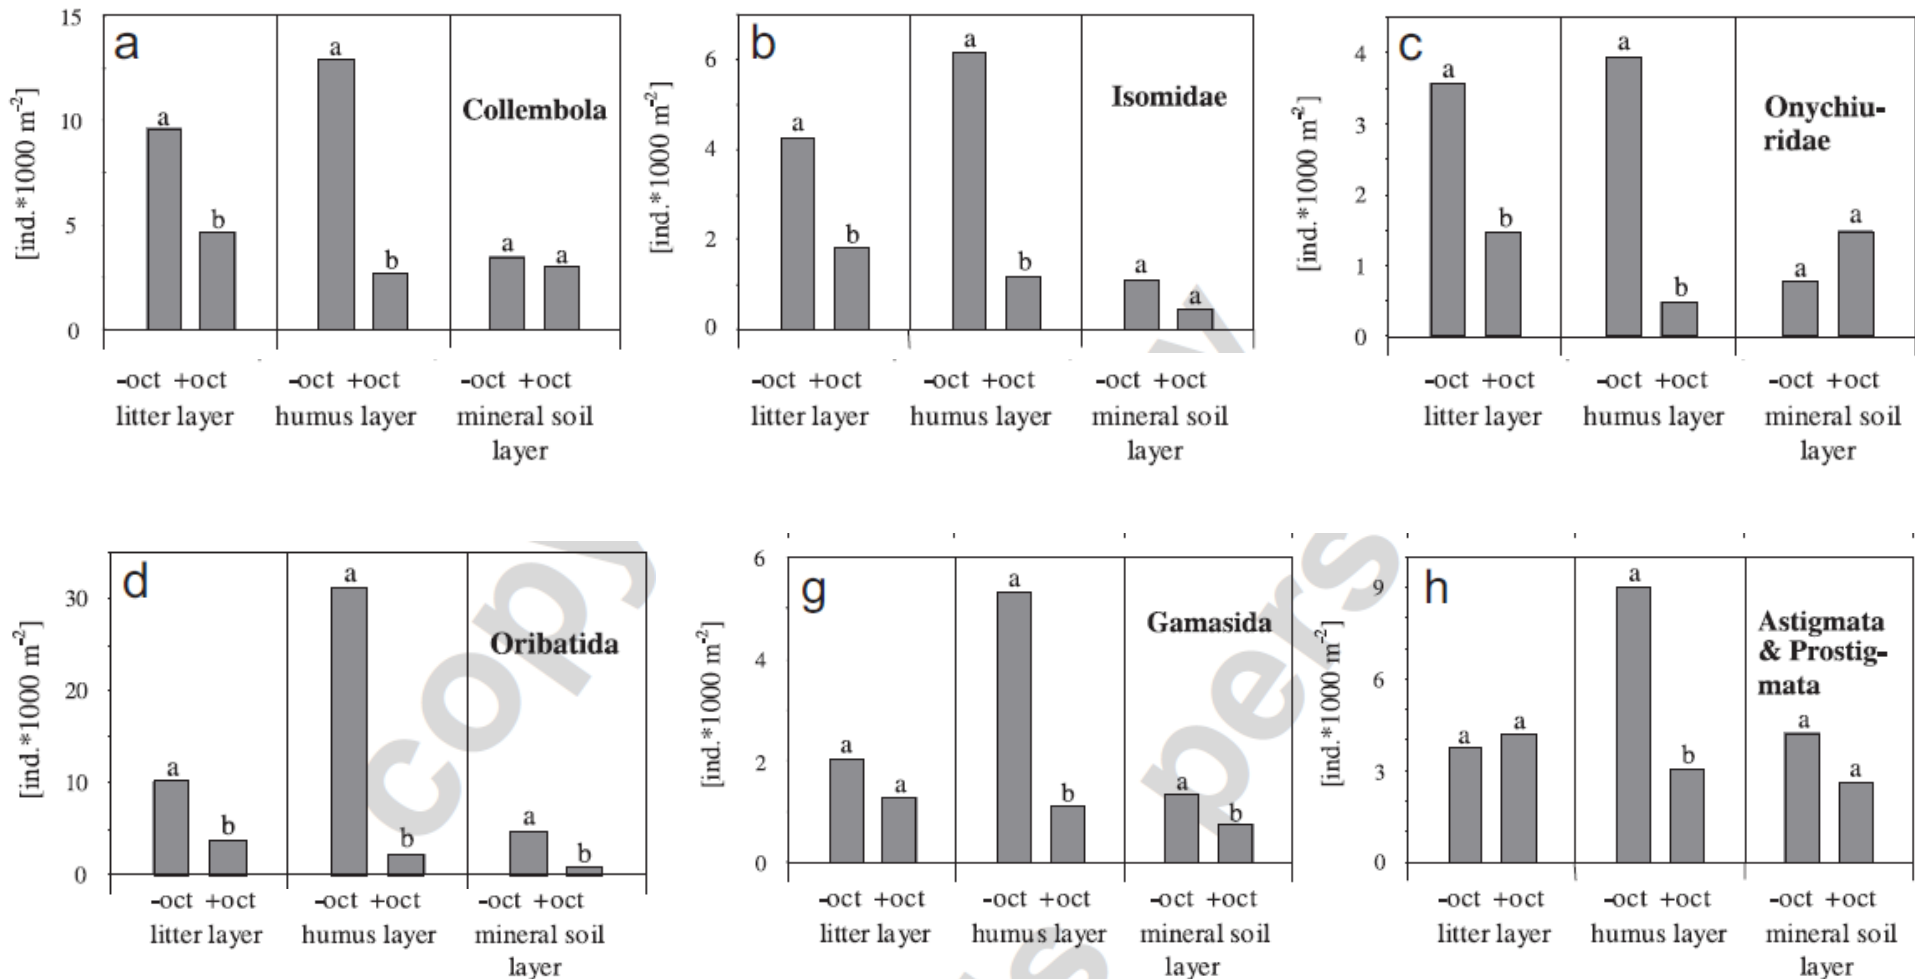 a
15
10
5
0
[ind.*1000 m-2]
a
b
a
b
a
a
Collembola
-oct +oct -oct +oct -oct +oct
litter layer humus layer mineral soil
layer
b
6
4
2
0
[ind.*1000 m-2]
a
b
a
b
a
a
Isomidae
-oct +oct -oct +oct -oct +oct
litter layer humus layer mineral soil
layer
c
4
3
2
1
0
[ind.*1000 m-2]
a
b
a
b
a
a
Onychiu-
ridae
-oct +oct -oct +oct -oct +oct
litter layer humus layer mineral soil
layer
d
30
20
10
0
[ind.*1000 m-2]
a
b
a
b
a
b
Oribatida
-oct +oct -oct +oct -oct +oct
litter layer humus layer mineral soil
layer
g
6
4
2
0
[ind.*1000 m-2]
a
a
a
b
a
b
Gamasida
-oct +oct -oct +oct -oct +oct
litter layer humus layer mineral soil
layer
h
9
6
3
0
[ind.*1000 m-2]
a
a
a
b
a
a
Astigmata
& Prostig-
mata
-oct +oct -oct +oct -oct +oct
litter layer humus layer mineral soil
layer
copy
pers